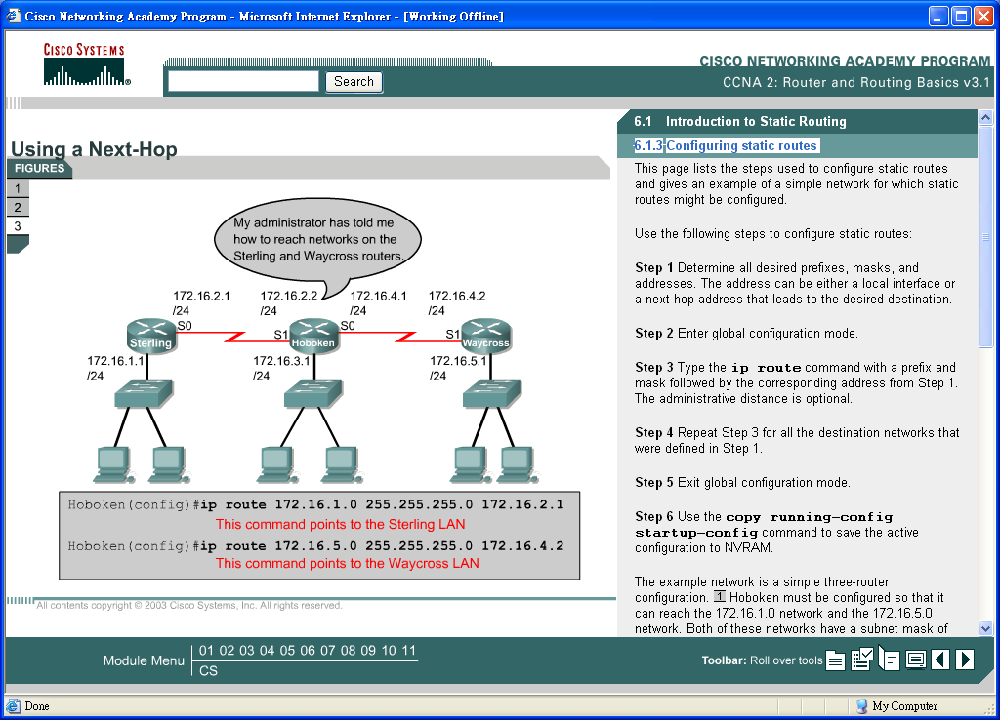 Cisco Networking Academy Program - Microsoft Internet Explorer - [Working Offline]
CISCO SYSTEMS
®
Search
CISCO NETWORKING ACADEMY PROGRAM
CCNA 2: Router and Routing Basics v3.1
Using a Next-Hop
FIGURES
1
2
3
My administrator has told me
how to reach networks on the
Sterling and Waycross routers.
172.16.2.1 172.16.2.2 172.16.4.1 172.16.4.2
/24 /24 /24 /24
S0 S1 S0 S1
Sterling Hoboken Waycross
172.16.1.1 172.16.3.1 172.16.5.1
/24 /24 /24
Hoboken(config)#ip route 172.16.1.0 255.255.255.0 172.16.2.1
This command points to the Sterling LAN
Hoboken(config)#ip route 172.16.5.0 255.255.255.0 172.16.4.2
This command points to the Waycross LAN
All contents copyright © 2003 Cisco Systems, Inc. All rights reserved.
6.1 Introduction to Static Routing
6.1.3 Configuring static routes
This page lists the steps used to configure static routes
and gives an example of a simple network for which static
routes might be configured.
Use the following steps to configure static routes:
Step 1 Determine all desired prefixes, masks, and
addresses. The address can be either a local interface or
a next hop address that leads to the desired destination.
Step 2 Enter global configuration mode.
Step 3 Type the ip route command with a prefix and
mask followed by the corresponding address from Step 1.
The administrative distance is optional.
Step 4 Repeat Step 3 for all the destination networks that
were defined in Step 1.
Step 5 Exit global configuration mode.
Step 6 Use the copy running-config
startup-config command to save the active
configuration to NVRAM.
The example network is a simple three-router
configuration. 1 Hoboken must be configured so that it
can reach the 172.16.1.0 network and the 172.16.5.0
network. Both of these networks have a subnet mask of
Module Menu
01 02 03 04 05 06 07 08 09 10 11
CS
Toolbar: Roll over tools
Done
My Computer